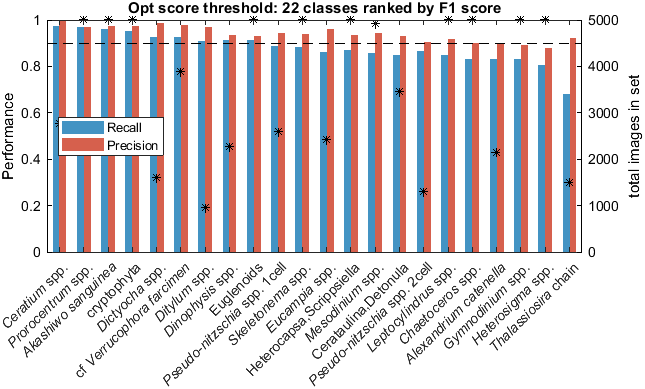 Opt score threshold: 22 classes ranked by F1 score
1
0.8
0.6
0.4
0.2
0
Performance
Recall
Precision
5000
4000
3000
2000
1000
0
total images in set
Ceratium spp.
Prorocentrum spp.
Akashiwo sanguinea
cryptophyta
Dictyocha spp.
cf Verrucophora farcimen
Ditylum spp.
Dinophysis spp.
Euglenoids
Pseudo-nitzschia spp. 1cell
Skeletonema spp.
Eucampia spp.
Heterocapsa,Scrippsiella
Mesodinium spp.
Cerataulina,Detonula
Pseudo-nitzschia spp. 2cell
Leptocylindrus spp.
Chaetoceros spp.
Alexandrium catenella
Gymnodinium spp.
Heterosigma spp.
Thalassiosira chain